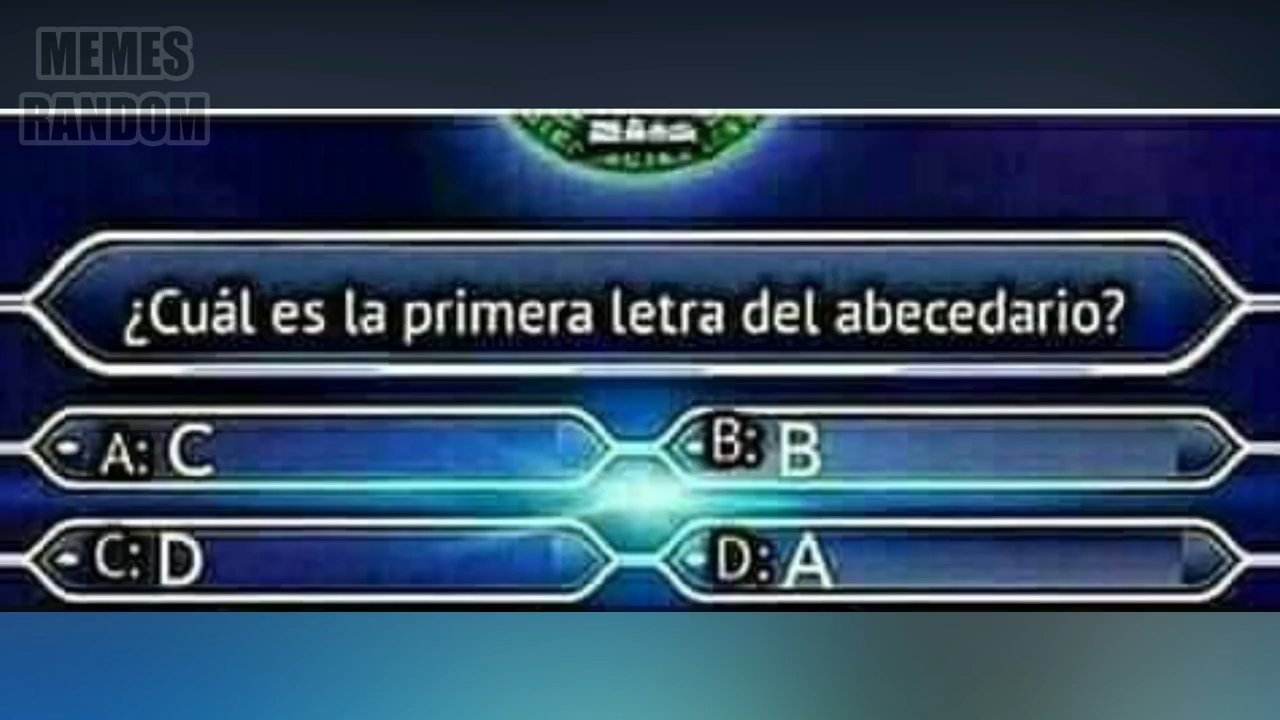 MEMES
RANDOM
¿Cuál es la primera letra del abecedario?
A: C
B: B
C: D
D: A